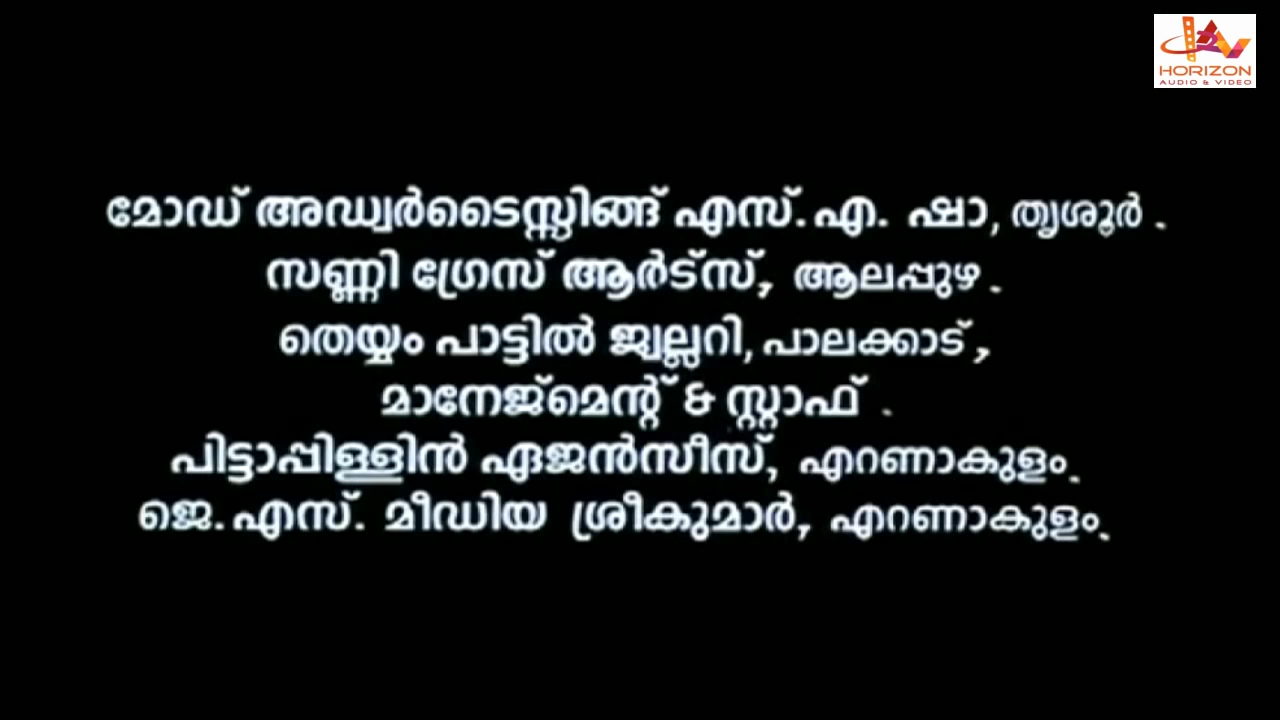 HORIZON
AUDIO & VIDEO
മോഡ് അഡ്വർടൈസ്സിങ്ങ് എസ്.എ. ഷാ, തൃശൂർ .
സണ്ണി ഗ്രേസ് ആർട്സ്, ആലപ്പുഴ .
തെയ്യം പാട്ടിൽ ജ്വല്ലറി, പാലക്കാട് ,
മാനേജ്മെന്റ് & സ്റ്റാഫ് .
പിട്ടാപ്പിള്ളിൻ ഏജൻസീസ്, എറണാകുളം.
ജെ.എസ്. മീഡിയ ശ്രീകുമാർ, എറണാകുളം.